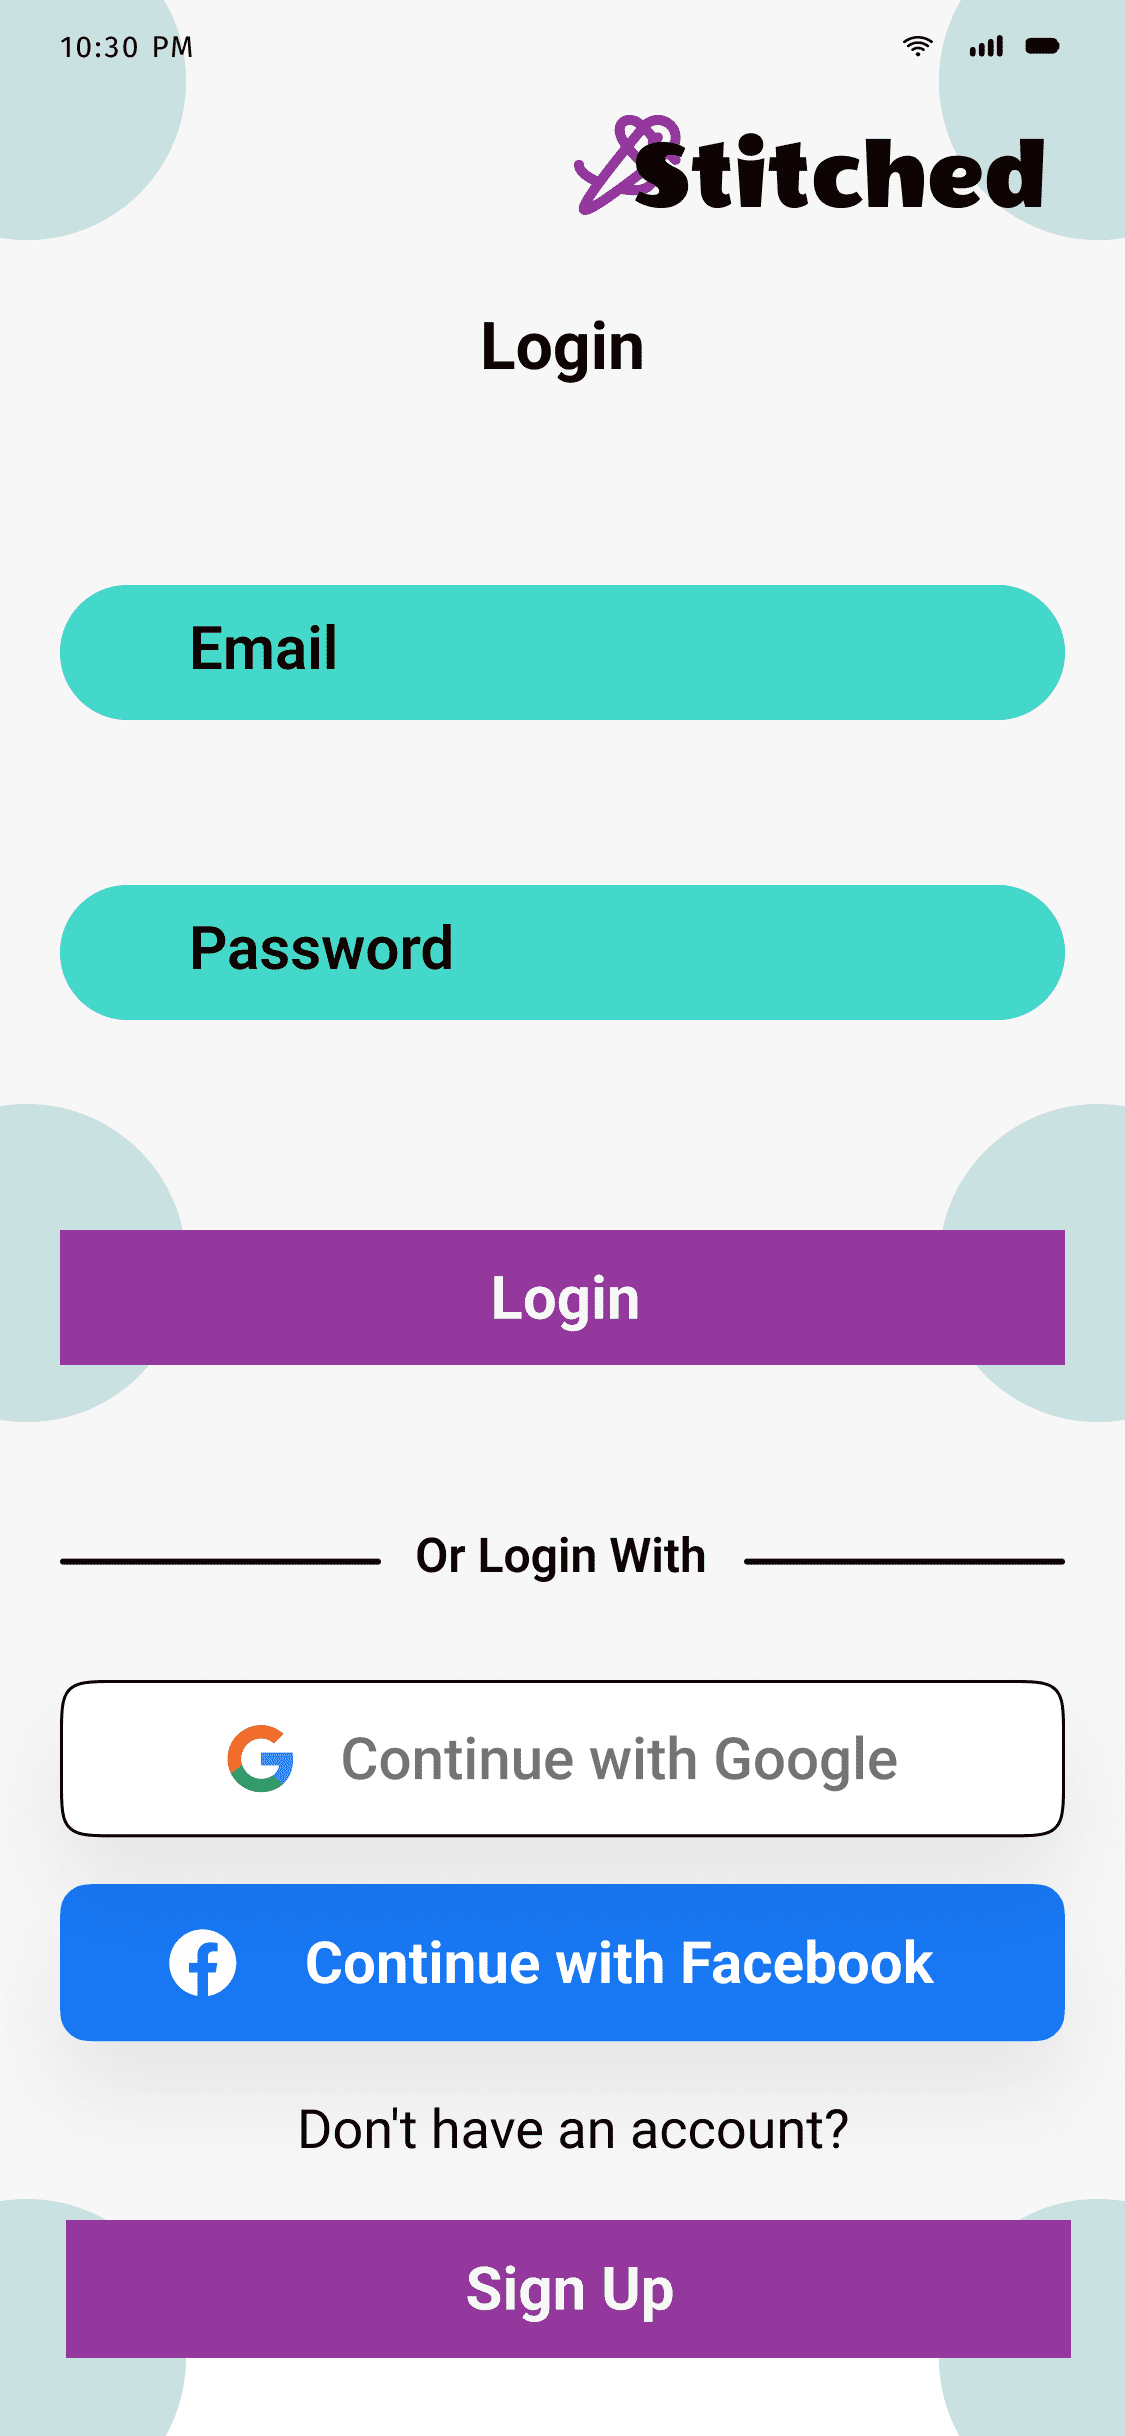 10:30 PM
Stitched
Login
Email
Password
Login
Or Login With
Continue with Google
Continue with Facebook
Don't have an account?
Sign Up